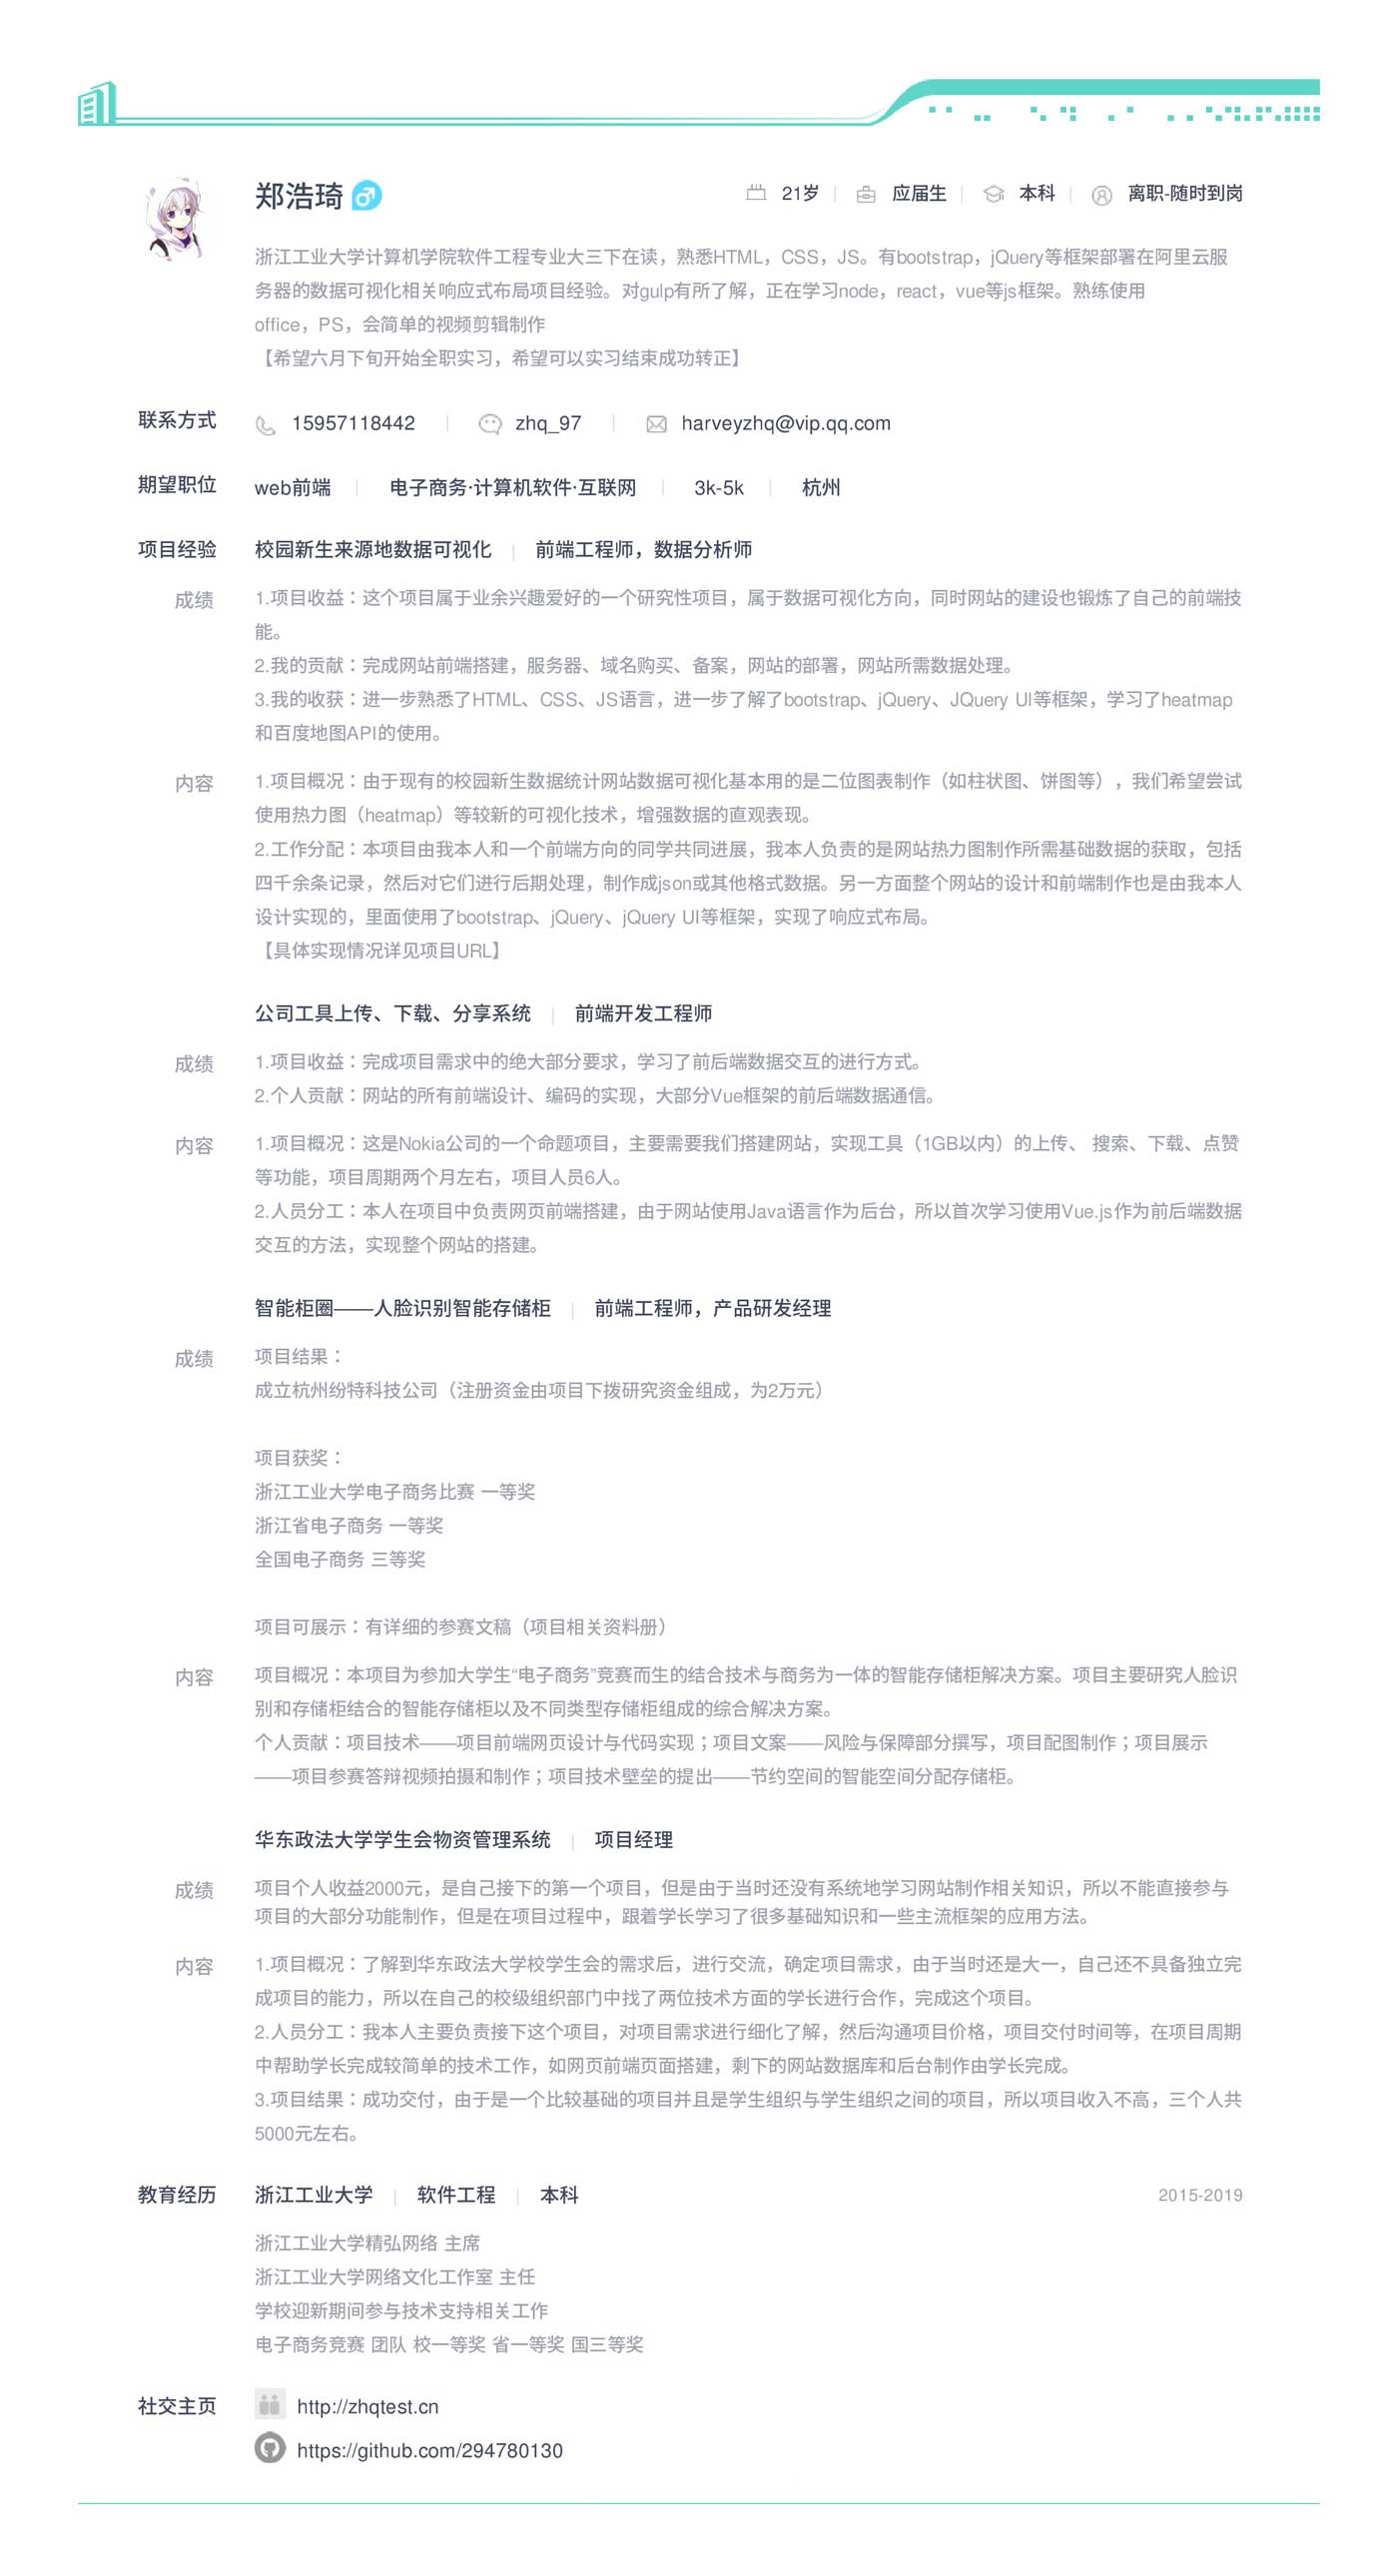 郑浩琦
21岁 应届生 本科 离职-随时到岗
浙江工业大学计算机学院软件工程专业大三下在读，熟悉HTML，CSS，JS。有bootstrap，jQuery等框架部署在阿里云服
务器的数据可视化相关响应式布局项目经验。对gulp有所了解，正在学习node，react，vue等js框架。熟练使用
office，PS，会简单的视频剪辑制作
【希望六月下旬开始全职实习，希望可以实习结束成功转正】
联系方式 15957118442 zhq_97 harveyzhq@vip.qq.com
期望职位 web前端 电子商务·计算机软件·互联网 3k-5k 杭州
项目经验 校园新生来源地数据可视化 前端工程师，数据分析师
成绩 1.项目收益：这个项目属于业余兴趣爱好的一个研究性项目，属于数据可视化方向，同时网站的建设也锻炼了自己的前端技
能。
2.我的贡献：完成网站前端搭建，服务器、域名购买、备案，网站的部署，网站所需数据处理。
3.我的收获：进一步熟悉了HTML、CSS、JS语言，进一步了解了bootstrap、jQuery、JQuery UI等框架，学习了heatmap
和百度地图API的使用。
内容 1.项目概况：由于现有的校园新生数据统计网站数据可视化基本用的是二位图表制作（如柱状图、饼图等），我们希望尝试
使用热力图（heatmap）等较新的可视化技术，增强数据的直观表现。
2.工作分配：本项目由我本人和一个前端方向的同学共同进展，我本人负责的是网站热力图制作所需基础数据的获取，包括
四千余条记录，然后对它们进行后期处理，制作成json或其他格式数据。另一方面整个网站的设计和前端制作也是由我本人
设计实现的，里面使用了bootstrap、jQuery、jQuery UI等框架，实现了响应式布局。
【具体实现情况详见项目URL】
公司工具上传、下载、分享系统 前端开发工程师
成绩 1.项目收益：完成项目需求中的绝大部分要求，学习了前后端数据交互的进行方式。
2.个人贡献：网站的所有前端设计、编码的实现，大部分Vue框架的前后端数据通信。
内容 1.项目概况：这是Nokia公司的一个命题项目，主要需要我们搭建网站，实现工具（1GB以内）的上传、 搜索、下载、点赞
等功能，项目周期两个月左右，项目人员6人。
2.人员分工：本人在项目中负责网页前端搭建，由于网站使用Java语言作为后台，所以首次学习使用Vue.js作为前后端数据
交互的方法，实现整个网站的搭建。
智能柜圈——人脸识别智能存储柜 前端工程师，产品研发经理
成绩 项目结果：
成立杭州纷特科技公司（注册资金由项目下拨研究资金组成，为2万元）
项目获奖：
浙江工业大学电子商务比赛 一等奖
浙江省电子商务 一等奖
全国电子商务 三等奖
项目可展示：有详细的参赛文稿（项目相关资料册）
内容 项目概况：本项目为参加大学生“电子商务”竞赛而生的结合技术与商务为一体的智能存储柜解决方案。项目主要研究人脸识
别和存储柜结合的智能存储柜以及不同类型存储柜组成的综合解决方案。
个人贡献：项目技术——项目前端网页设计与代码实现；项目文案——风险与保障部分撰写，项目配图制作；项目展示
——项目参赛答辩视频拍摄和制作；项目技术壁垒的提出——节约空间的智能空间分配存储柜。
华东政法大学学生会物资管理系统 项目经理
成绩 项目个人收益2000元，是自己接下的第一个项目，但是由于当时还没有系统地学习网站制作相关知识，所以不能直接参与
项目的大部分功能制作，但是在项目过程中，跟着学长学习了很多基础知识和一些主流框架的应用方法。
内容 1.项目概况：了解到华东政法大学校学生会的需求后，进行交流，确定项目需求，由于当时还是大一，自己还不具备独立完
成项目的能力，所以在自己的校级组织部门中找了两位技术方面的学长进行合作，完成这个项目。
2.人员分工：我本人主要负责接下这个项目，对项目需求进行细化了解，然后沟通项目价格，项目交付时间等，在项目周期
中帮助学长完成较简单的技术工作，如网页前端页面搭建，剩下的网站数据库和后台制作由学长完成。
3.项目结果：成功交付，由于是一个比较基础的项目并且是学生组织与学生组织之间的项目，所以项目收入不高，三个人共
5000元左右。
教育经历 浙江工业大学 软件工程 本科 2015-2019
浙江工业大学精弘网络 主席
浙江工业大学网络文化工作室 主任
学校迎新期间参与技术支持相关工作
电子商务竞赛 团队 校一等奖 省一等奖 国三等奖
社交主页 http://zhqtest.cn
https://github.com/294780130